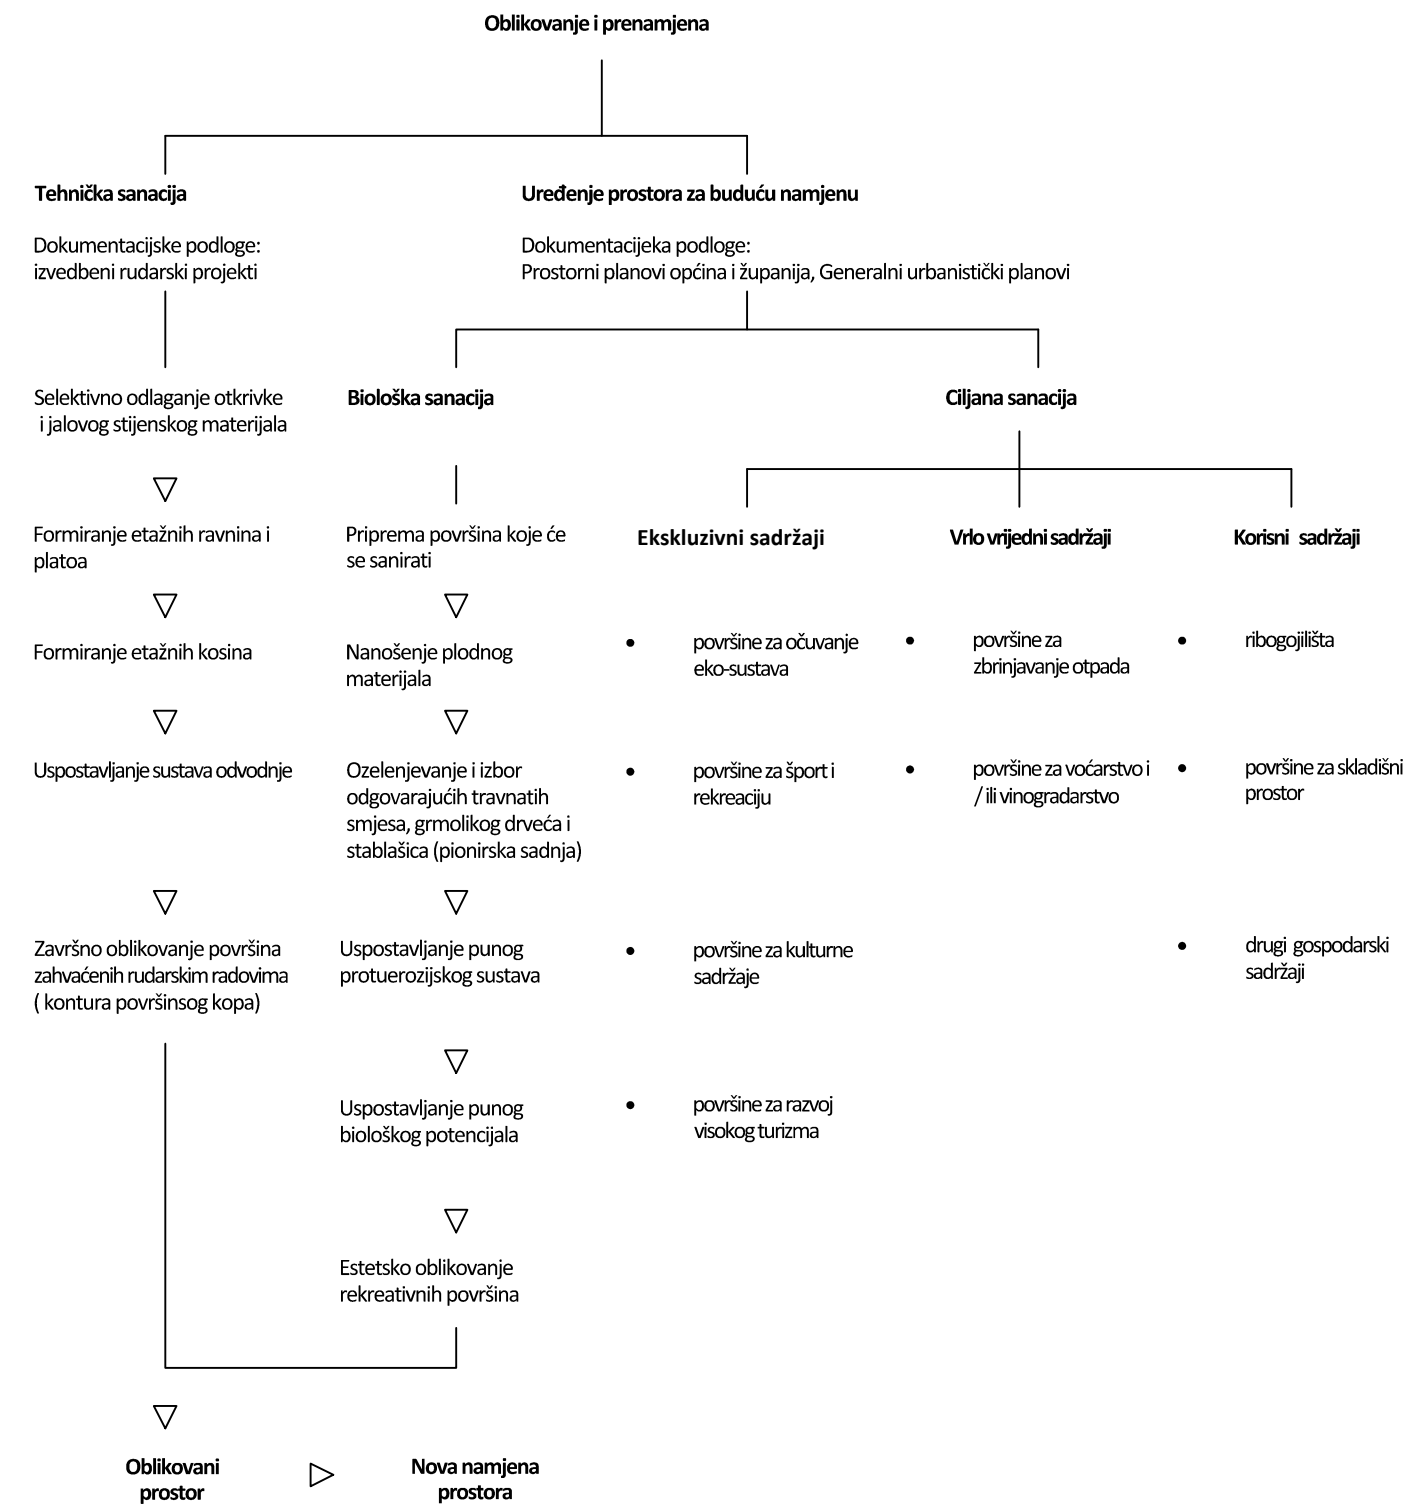 Oblikovanje i prenamjena
Tehnička sanacija
Dokumentacijske podloge:
izvedbeni rudarski projekti
Uređenje prostora za buduću namjenu
Dokumentacijeka podloge:
Prostorni planovi općina i županija, Generalni urbanistički planovi
Selektivno odlaganje otkrivke
i jalovog stijenskog materijala
Formiranje etažnih ravnina i
platoa
Formiranje etažnih kosina
Uspostavljanje sustava odvodnje
Završno oblikovanje površina
zahvaćenih rudarskim radovima
( kontura površinsog kopa)
Biološka sanacija
Priprema površina koje će
se sanirati
Nanošenje plodnog
materijala
Ozelenjevanje i izbor
odgovarajućih travnatih
smjesa, grmolikog drveća i
stablašica (pionirska sadnja)
Uspostavljanje punog
protuerozijskog sustava
Uspostavljanje punog
biološkog potencijala
Estetsko oblikovanje
rekreativnih površina
Ciljana sanacija
Ekskluzivni sadržaji
• površine za očuvanje
eko-sustava
• površine za šport i
rekreaciju
• površine za kulturne
sadržaje
• površine za razvoj
visokog turizma
Vrlo vrijedni sadržaji
• površine za
zbrinjavanje otpada
• površine za voćarstvo i
/ ili vinogradarstvo
Korisni sadržaji
• ribogojilišta
• površine za skladišni
prostor
• drugi gospodarski
sadržaji
Oblikovani
prostor
Nova namjena
prostora